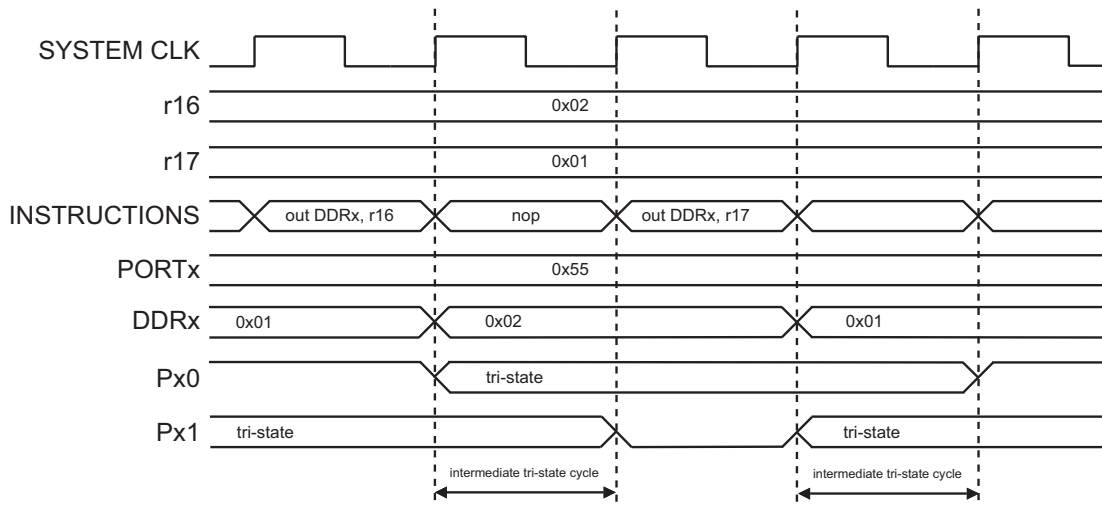 SYSTEM CLK
r16 0x02
r17 0x01
INSTRUCTIONS out DDRx, r16 nop out DDRx, r17
PORTx 0x55
DDRx 0x01 0x02 0x01
Px0 tri-state
Px1 tri-state tri-state
intermediate tri-state cycle intermediate tri-state cycle